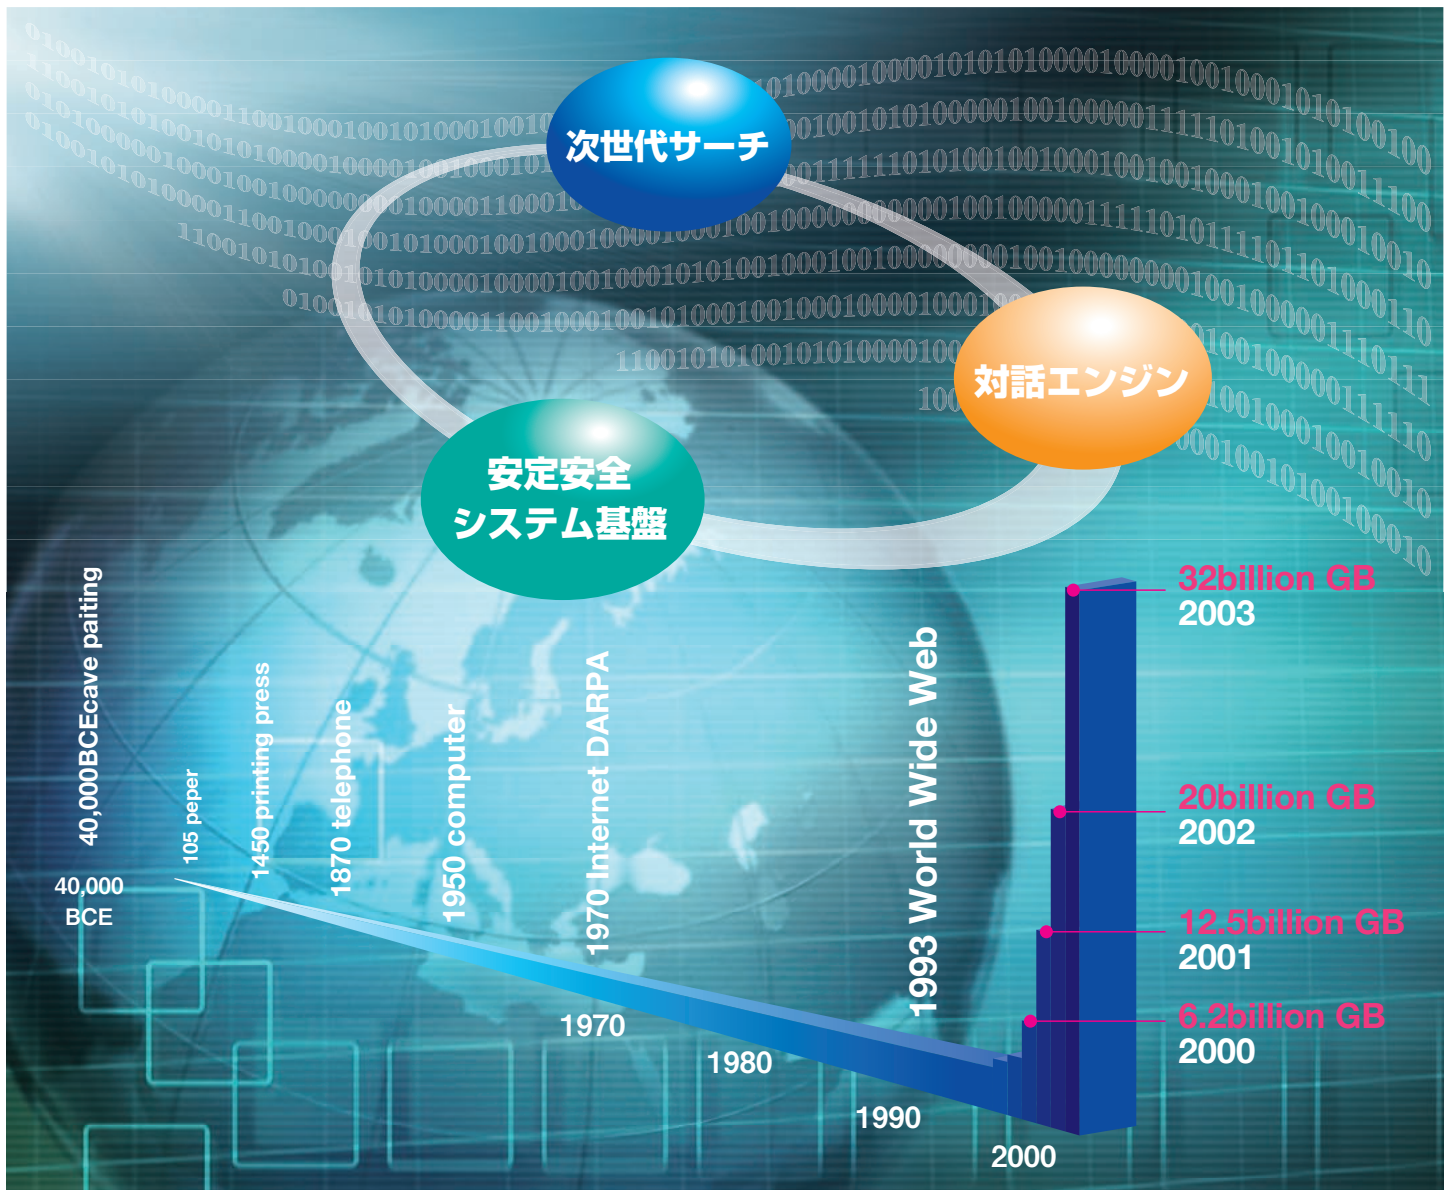 次世代サーチ
対話エンジン
安定安全
システム基盤
40,000BCEcave paiting
105 peper
1450 printing press
1870 telephone
1950 computer
1970 Internet DARPA
1993 World Wide Web
40,000
BCE
1970
1980
1990
2000
32billion GB
2003
20billion GB
2002
12.5billion GB
2001
6.2billion GB
2000